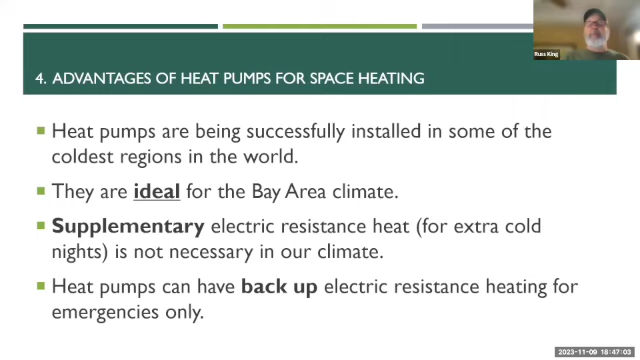 Russ King
4. ADVANTAGES OF HEAT PUMPS FOR SPACE HEATING
Heat pumps are being successfully installed in some of the
coldest regions in the world.
They are ideal for the Bay Area climate.
Supplementary electric resistance heat (for extra cold
nights) is not necessary in our climate.
Heat pumps can have back up electric resistance heating for
emergencies only.
2023-11-09 18:47:03